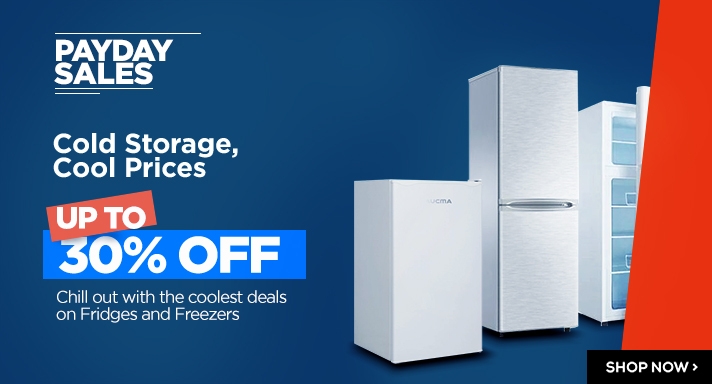 PAYDAY
SALES
Cold Storage,
Cool Prices
UP TO
30% OFF
Chill out with the coolest deals
on Fridges and Freezers
SHOP NOW >